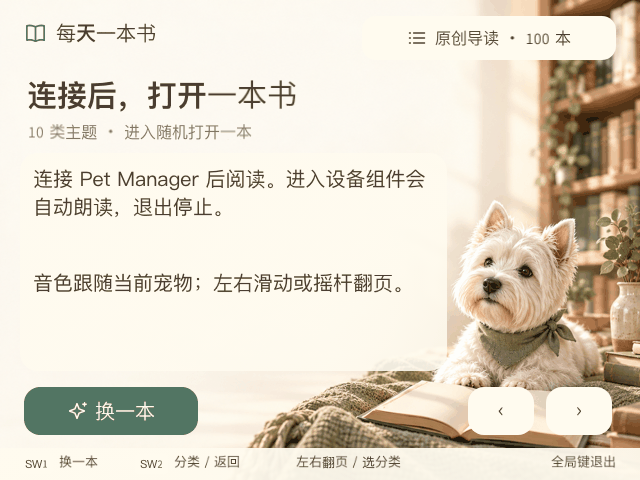 每天一本书
原创导读 · 100 本
连接后，打开一本书
10 类主题 · 进入随机打开一本
连接 Pet Manager 后阅读。进入设备组件会
自动朗读，退出停止。
音色跟随当前宠物；左右滑动或摇杆翻页。
换一本
‹ ›
SW1 换一本 SW2 分类 / 返回 左右翻页 / 选分类 全局键退出